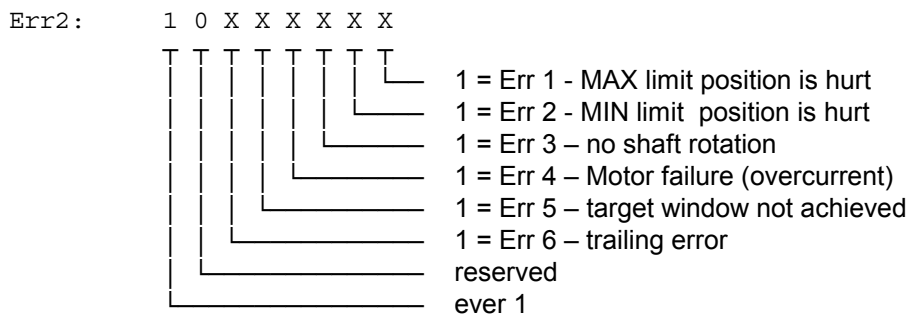 Err2: 1 0 X X X X X X
1 = Err 1 - MAX limit position is hurt
1 = Err 2 - MIN limit  position is hurt
1 = Err 3 – no shaft rotation
1 = Err 4 – Motor failure (overcurrent)
1 = Err 5 – target window not achieved
1 = Err 6 – trailing error
reserved
ever 1